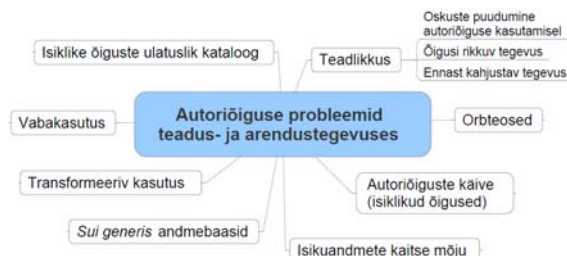 Oskuste puudumine
autoriõiguse kasutamisel
Isiklike õiguste ulatuslik kataloog
Teadlikkus
Õigusi rikkuv tegevus
Ennast kahjustav tegevus
Autoriõiguse probleemid
teadus- ja arendustegevuses
Vabakasutus
Orbteosed
Transformeeriv kasutus
Autoriõiguste käive
(isiklikud õigused)
Sui generis andmebaasid
Isikuandmete kaitse mõju